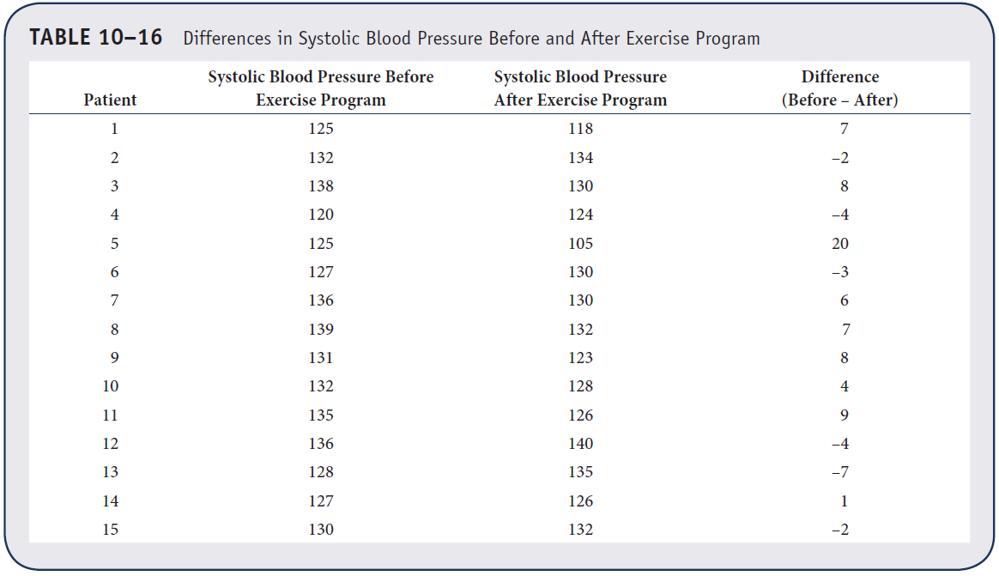 TABLE 10–16 Differences in Systolic Blood Pressure Before and After Exercise Program
Systolic Blood Pressure Before Systolic Blood Pressure Difference
Patient Exercise Program After Exercise Program (Before – After)
1 125 118 7
2 132 134 –2
3 138 130 8
4 120 124 –4
5 125 105 20
6 127 130 –3
7 136 130 6
8 139 132 7
9 131 123 8
10 132 128 4
11 135 126 9
12 136 140 –4
13 128 135 –7
14 127 126 1
15 130 132 –2